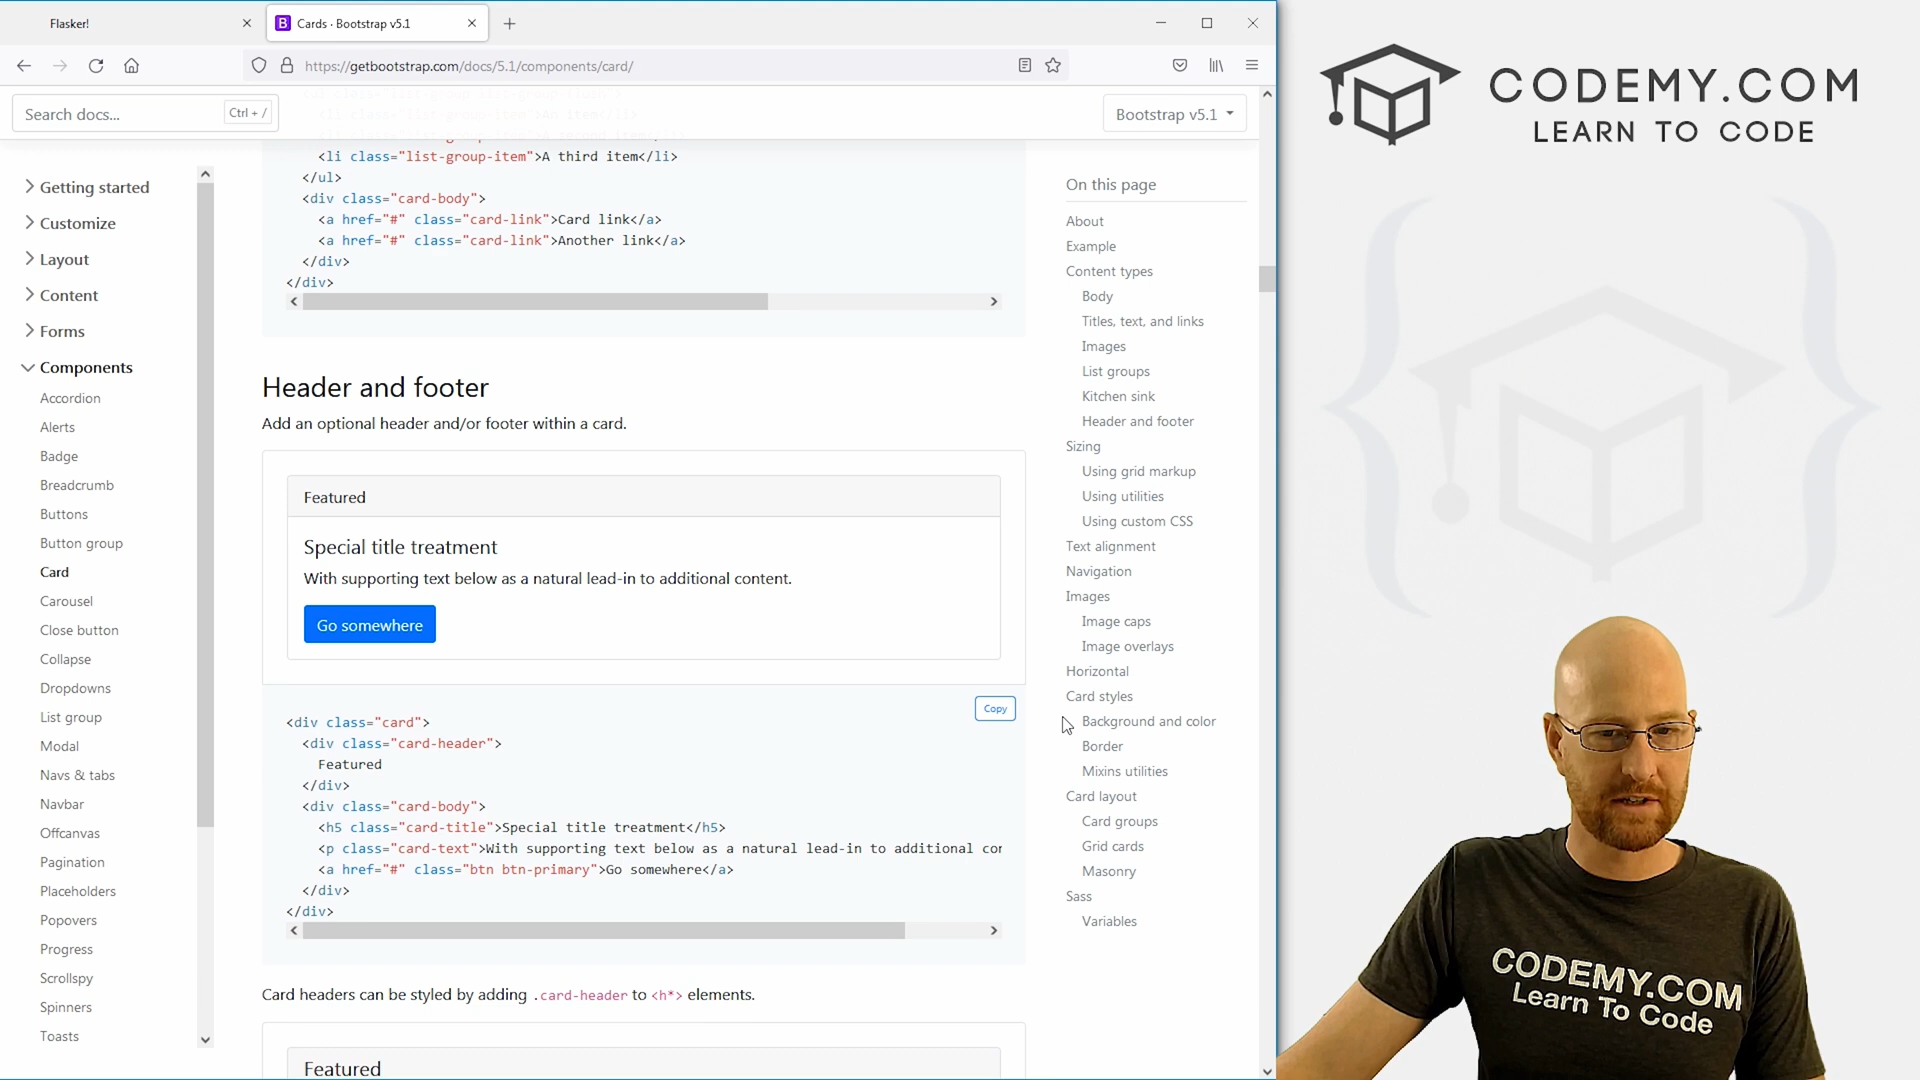 Flasker!
Cards · Bootstrap v5.1
https://getbootstrap.com/docs/5.1/components/card/
Search docs...
Ctrl + /
Bootstrap v5.1
Getting started
Customize
Layout
Content
Forms
Components
Accordion
Alerts
Badge
Breadcrumb
Buttons
Button group
Card
Carousel
Close button
Collapse
Dropdowns
List group
Modal
Navs & tabs
Navbar
Offcanvas
Pagination
Placeholders
Popovers
Progress
Scrollspy
Spinners
Toasts
<li class="list-group-item">A third item</li>
</ul>
<div class="card-body">
<a href="#" class="card-link">Card link</a>
<a href="#" class="card-link">Another link</a>
</div>
</div>
Header and footer
Add an optional header and/or footer within a card.
Featured
Special title treatment
With supporting text below as a natural lead-in to additional content.
Go somewhere
Copy
<div class="card">
<div class="card-header">
Featured
</div>
<div class="card-body">
<h5 class="card-title">Special title treatment</h5>
<p class="card-text">With supporting text below as a natural lead-in to additional cor
<a href="#" class="btn btn-primary">Go somewhere</a>
</div>
</div>
Card headers can be styled by adding .card-header to <h*> elements.
Featured
On this page
About
Example
Content types
Body
Titles, text, and links
Images
List groups
Kitchen sink
Header and footer
Sizing
Using grid markup
Using utilities
Using custom CSS
Text alignment
Navigation
Images
Image caps
Image overlays
Horizontal
Card styles
Background and color
Border
Mixins utilities
Card layout
Card groups
Grid cards
Masonry
Sass
Variables
CODEMY.COM
LEARN TO CODE
CODEMY.COM
Learn To Code